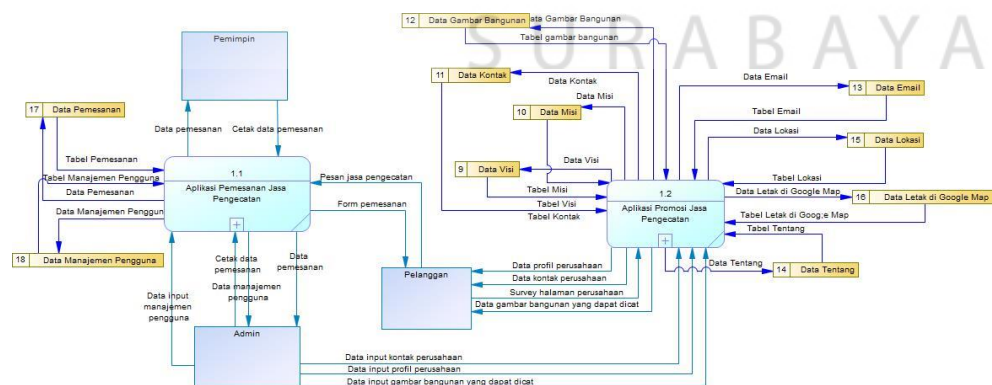 SURABAYA
12 Data Gambar Bangunan
Data Gambar Bangunan
Tabel gambar bangunan
Pemimpin
11 Data Kontak
Data Kontak
Data Email
13 Data Email
Data Misi
10 Data Misi
Tabel Email
17 Data Pemesanan
Data pemesanan
Cetak data pemesanan
Data Lokasi
15 Data Lokasi
Tabel Pemesanan
Data Visi
9 Data Visi
Tabel Lokasi
Tabel Manajemen Pengguna
Data Pemesanan
1.1
Aplikasi Pemesanan Jasa
Pengecatan
Pesan jasa pengecatan
Tabel Misi
Tabel Visi
Tabel Kontak
1.2
Aplikasi Promosi Jasa
Pengecatan
Data Letak di Google Map
16 Data Letak di Google Map
Data Manajemen Penggun
Form pemesanan
Tabel Letak di Goog;e Map
Tabel Tentang
18 Data Manajemen Pengguna
Cetak data
pemesanan
Data
pemesanan
Pelanggan
Data profil perusahaan
Data kontak perusahaan
Survey halaman perusahaan
Data gambar bangunan yang dapat dicat
Data Tentang
14 Data Tentang
Data input
manajemen
pengguna
Data manajemen
pengguna
Admin
Data input kontak perusahaan
Data input profil perusahaan
Data input gambar bangunan yang dapat dicat